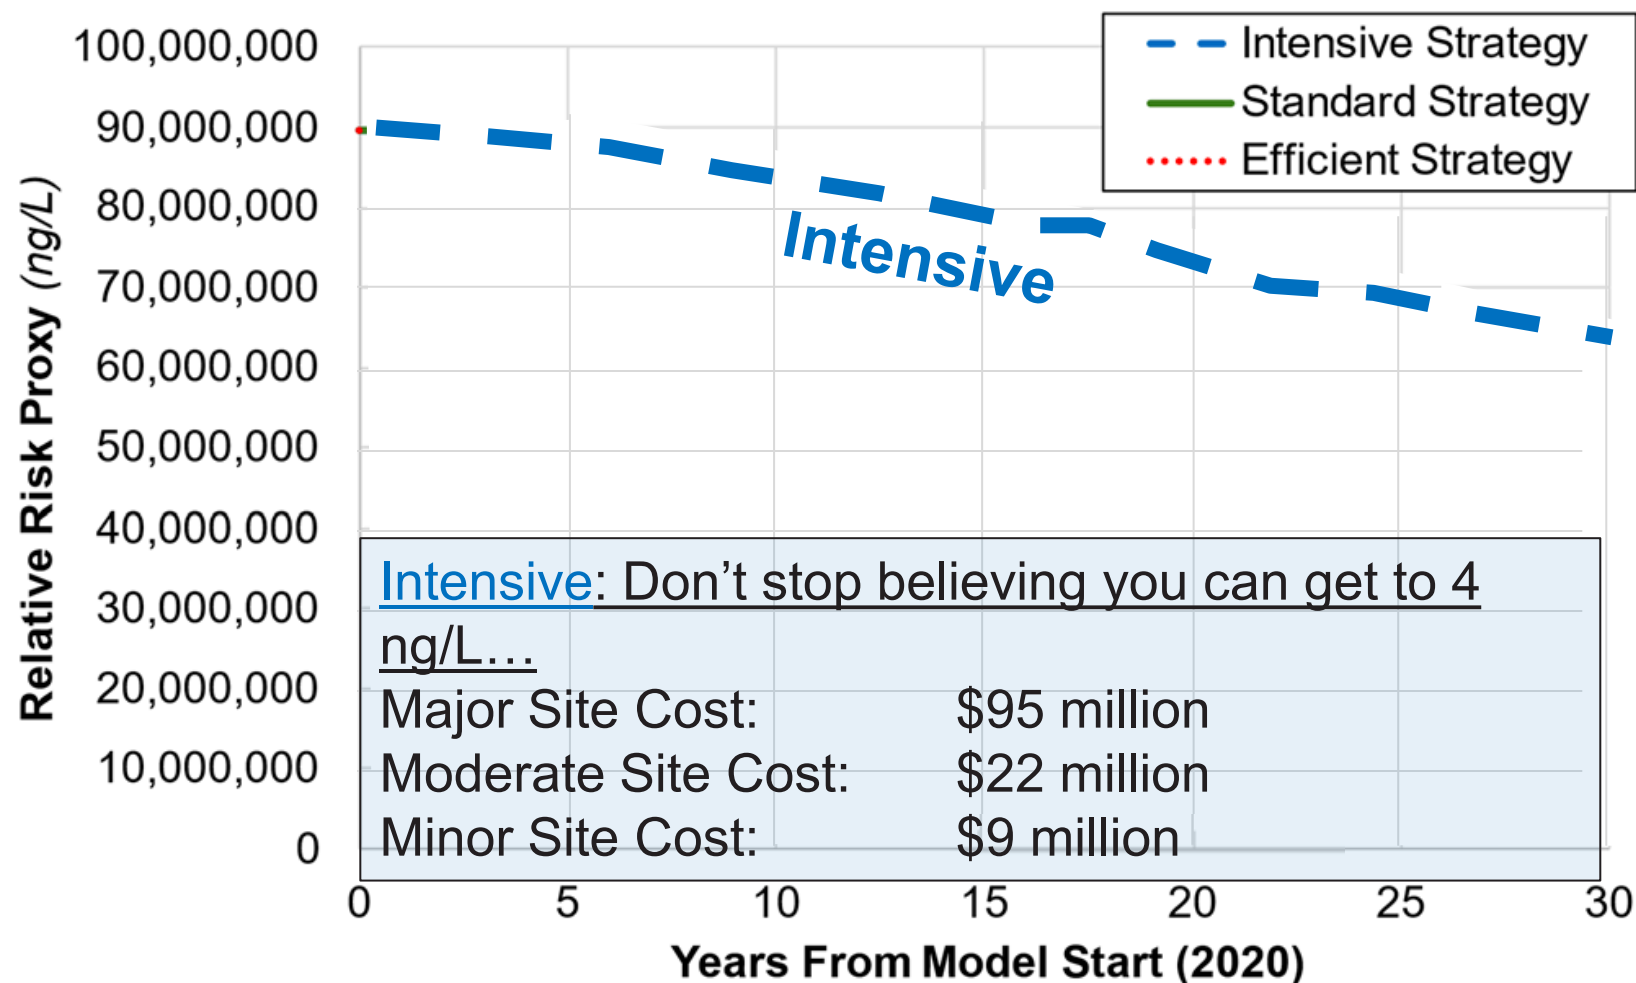 100,000,000
90,000,000
80,000,000
70,000,000
60,000,000
50,000,000
40,000,000
30,000,000
20,000,000
10,000,000
0
Relative Risk Proxy (ng/L)
Intensive Strategy
Standard Strategy
Efficient Strategy
Intensive
Intensive: Don’t stop believing you can get to 4
ng/L…
Major Site Cost: $95 million
Moderate Site Cost: $22 million
Minor Site Cost: $9 million
0 5 10 15 20 25 30
Years From Model Start (2020)